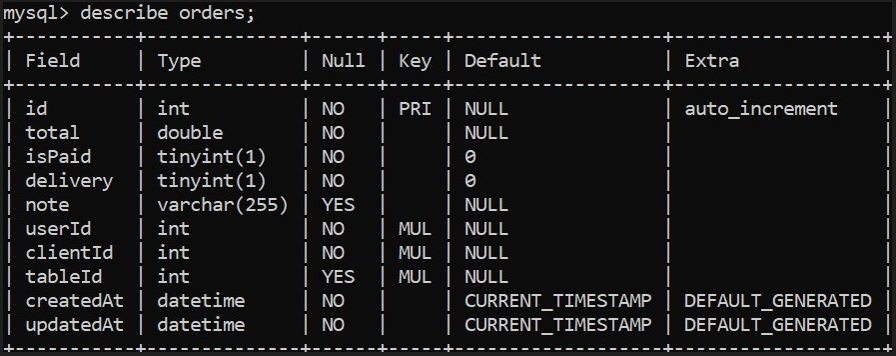 mysql> describe orders;
+-----------+--------------+------+-----+-------------------+-------------------+
| Field     | Type         | Null | Key | Default           | Extra             |
+-----------+--------------+------+-----+-------------------+-------------------+
| id        | int          | NO   | PRI | NULL              | auto_increment    |
| total     | double       | NO   |     | NULL              |                   |
| isPaid    | tinyint(1)   | NO   |     | 0                 |                   |
| delivery  | tinyint(1)   | NO   |     | 0                 |                   |
| note      | varchar(255) | YES  |     | NULL              |                   |
| userId    | int          | NO   | MUL | NULL              |                   |
| clientId  | int          | NO   | MUL | NULL              |                   |
| tableId   | int          | YES  | MUL | NULL              |                   |
| createdAt | datetime     | NO   |     | CURRENT_TIMESTAMP | DEFAULT_GENERATED |
| updatedAt | datetime     | NO   |     | CURRENT_TIMESTAMP | DEFAULT_GENERATED |
+-----------+--------------+------+-----+-------------------+-------------------+